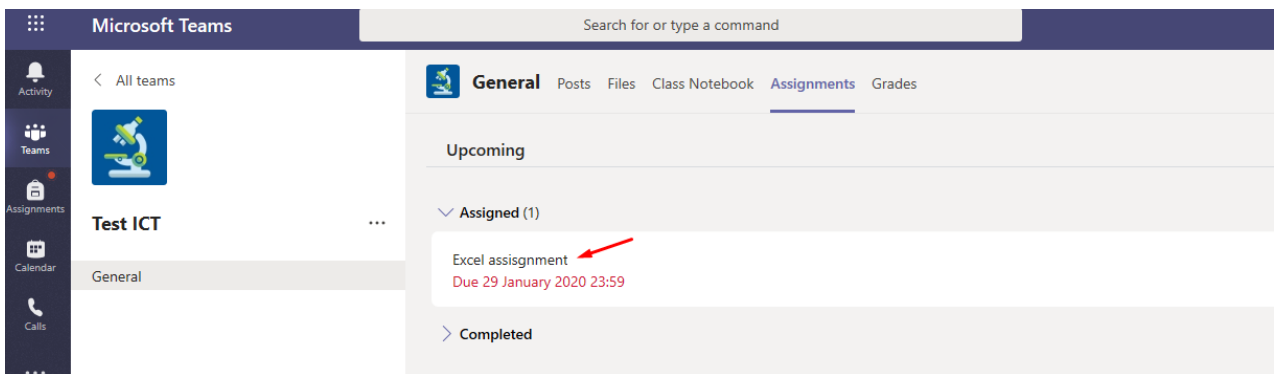 Microsoft Teams
Search for or type a command
Activity
Teams
Assignments
Calendar
Calls
All teams
Test ICT
General
General Posts Files Class Notebook Assignments Grades
Upcoming
Assigned (1)
Excel assisgnment
Due 29 January 2020 23:59
Completed